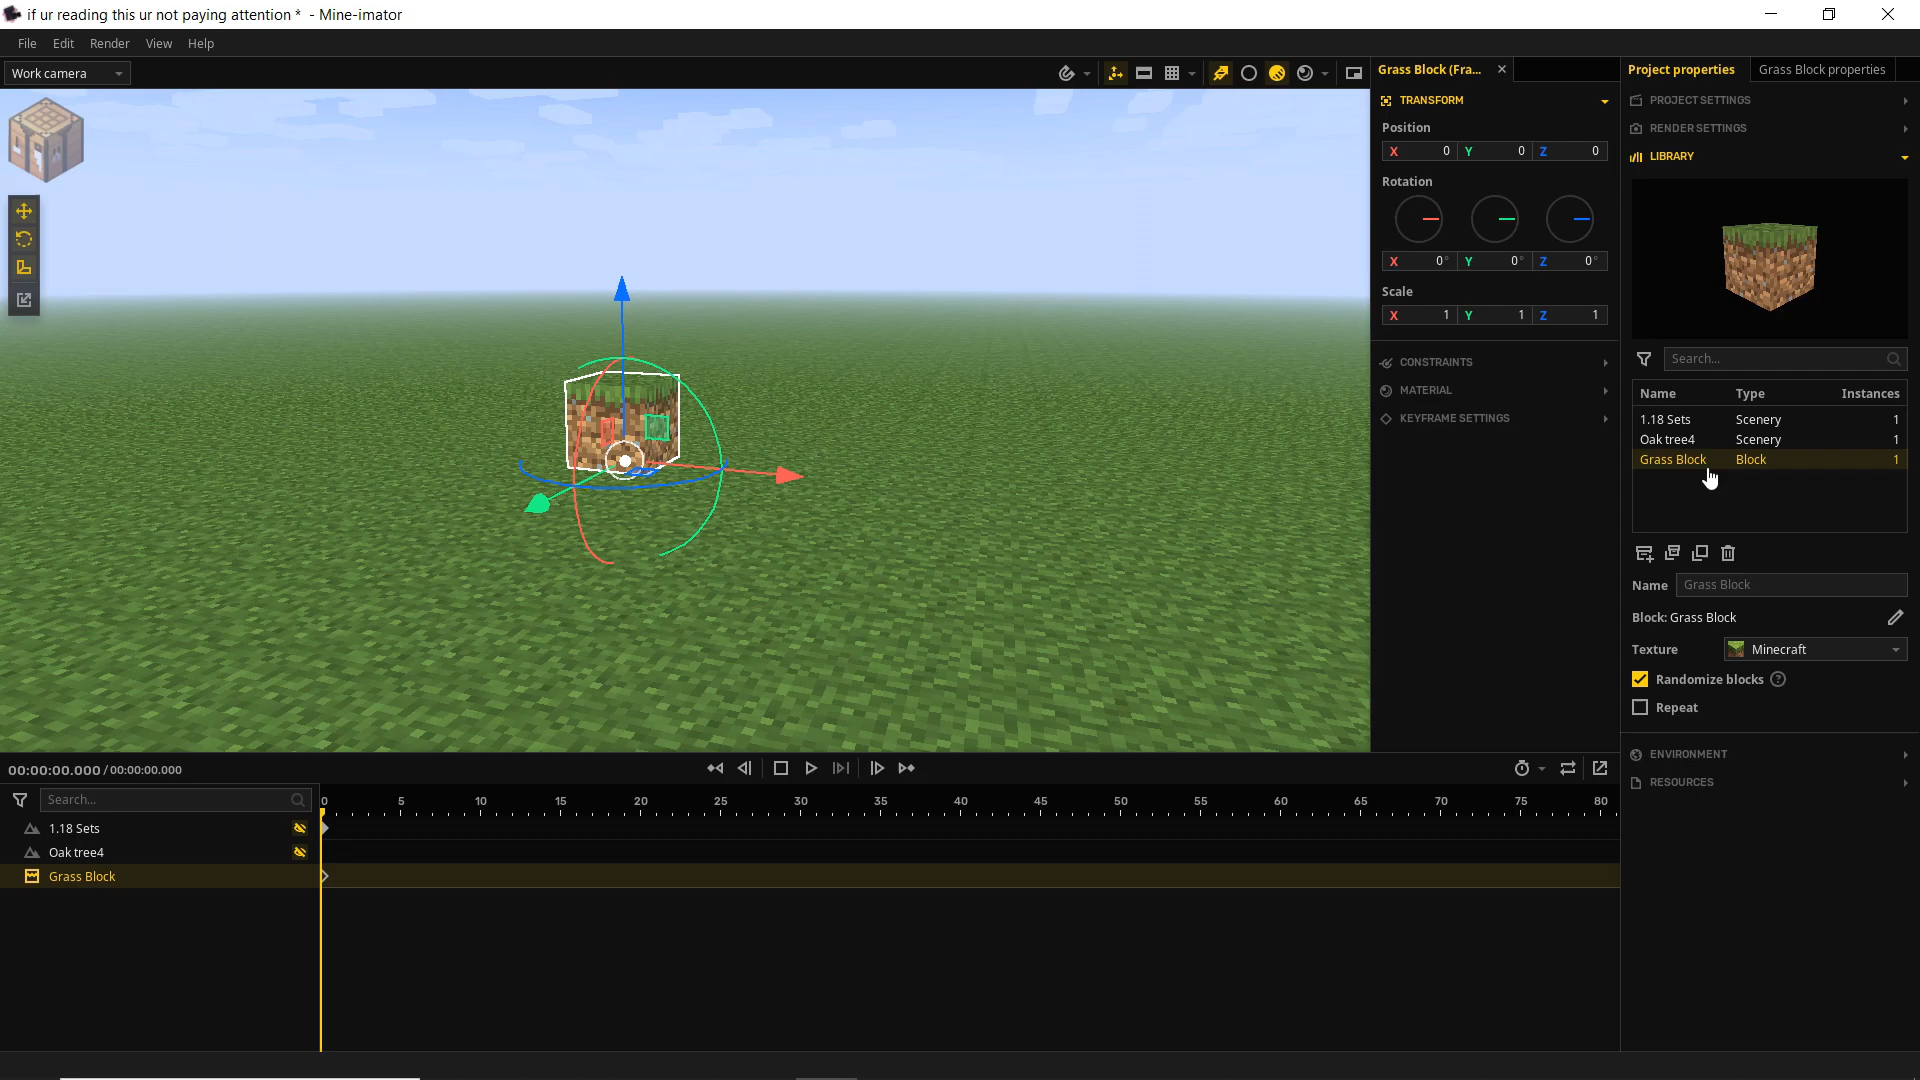 if ur reading this ur not paying attention * - Mine-imator
File Edit Render View Help
Work camera
Grass Block (Fra...
TRANSFORM
Position
X 0 Y 0 Z 0
Rotation
X 0° Y 0° Z 0°
Scale
X 1 Y 1 Z 1
CONSTRAINTS
MATERIAL
KEYFRAME SETTINGS
Project properties Grass Block properties
PROJECT SETTINGS
RENDER SETTINGS
LIBRARY
Search...
Name Type Instances
1.18 Sets Scenery 1
Oak tree4 Scenery 1
Grass Block Block 1
Name Grass Block
Block: Grass Block
Texture Minecraft
Randomize blocks ?
Repeat
ENVIRONMENT
RESOURCES
00:00:00.000 / 00:00:00.000
Search...
0 5 10 15 20 25 30 35 40 45 50 55 60 65 70 75 80
1.18 Sets
Oak tree4
Grass Block